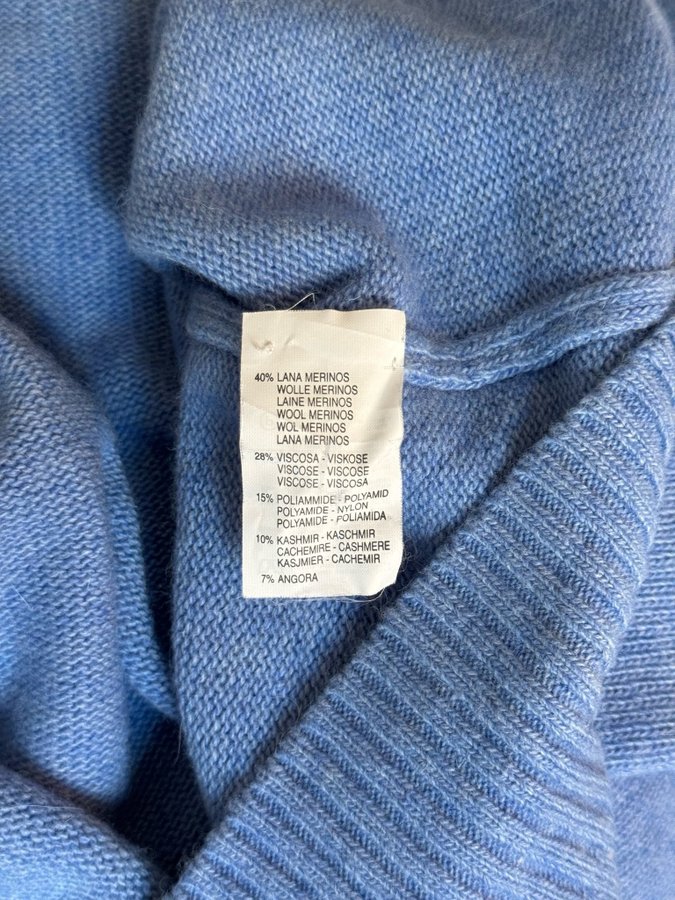 40% LANA MERINOS
WOLLE MERINOS
LAINE MERINOS
WOOL MERINOS
WOL MERINOS
LANA MERINOS
28% VISCOSA - VISKOSE
VISCOSE - VISCOSE
VISCOSE - VISCOSA
15% POLIAMMIDE - POLYAMID
POLYAMIDE - NYLON
POLYAMIDE - POLIAMIDA
10% KASHMIR - KASCHMIR
CACHEMIRE - CASHMERE
KASJMIER - CACHEMIR
7% ANGORA